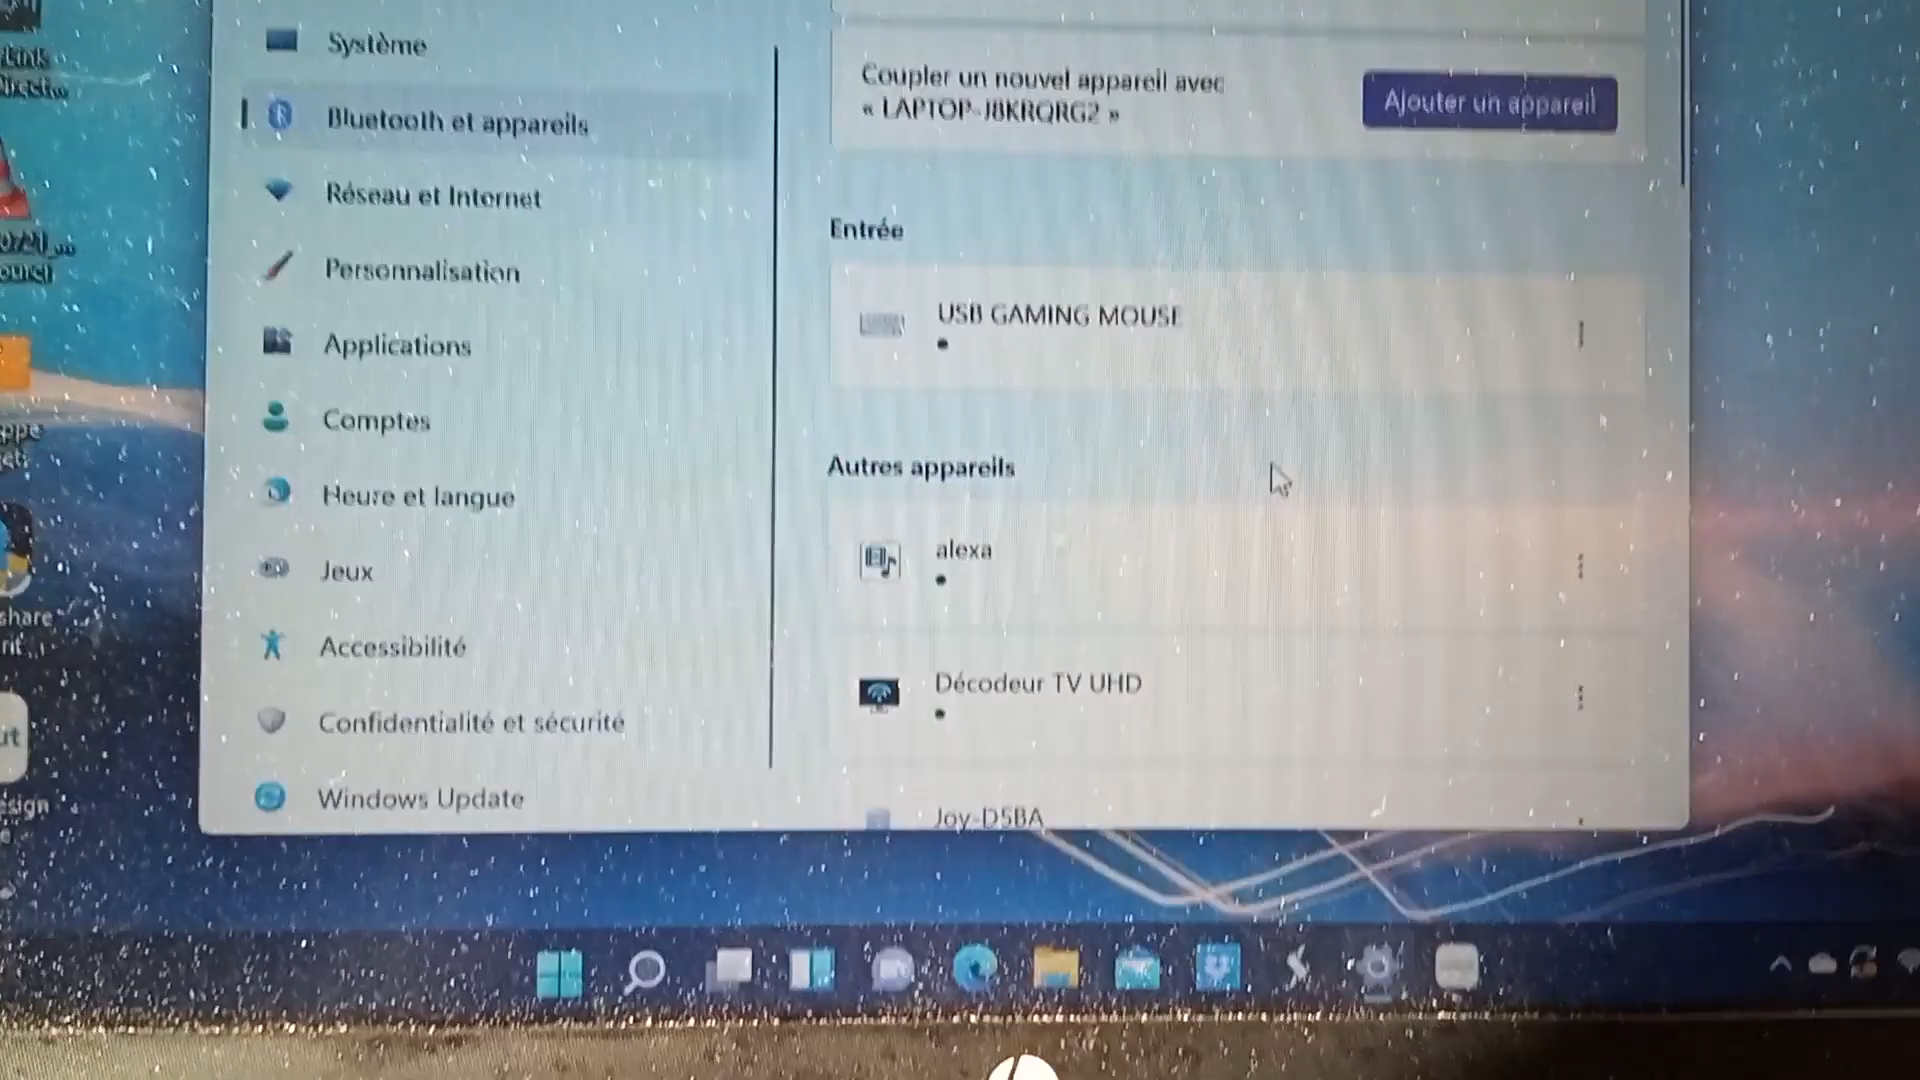 Système
Bluetooth et appareils
Réseau et Internet
Personnalisation
Applications
Comptes
Heure et langue
Jeux
Accessibilité
Confidentialité et sécurité
Windows Update
Coupler un nouvel appareil avec
« LAPTOP-J8KRQRG2 »
Ajouter un appareil
Entrée
USB GAMING MOUSE
Autres appareils
alexa
Décodeur TV UHD
Joy-D5BA
share